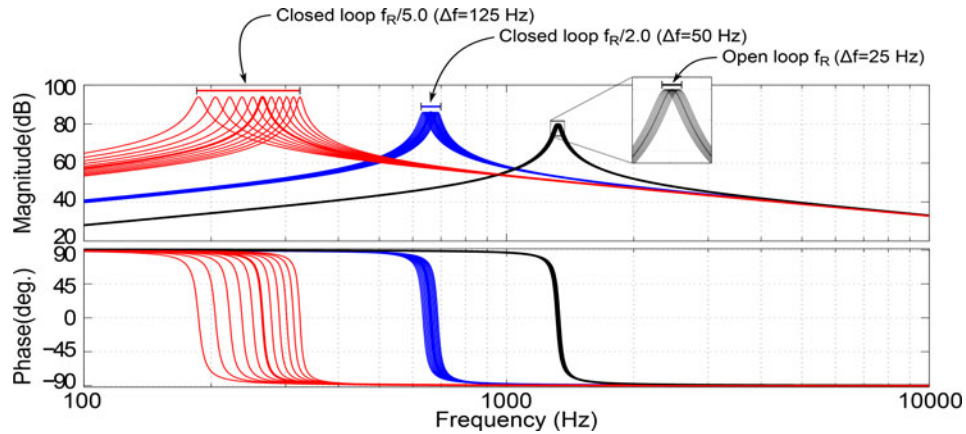 Closed loop fR/5.0 (Δf=125 Hz)
Closed loop fR/2.0 (Δf=50 Hz)
Open loop fR (Δf=25 Hz)
Magnitude(dB)
100
80
60
40
20
Phase(deg.)
90
45
0
−45
−90
100
1000
10000
Frequency (Hz)